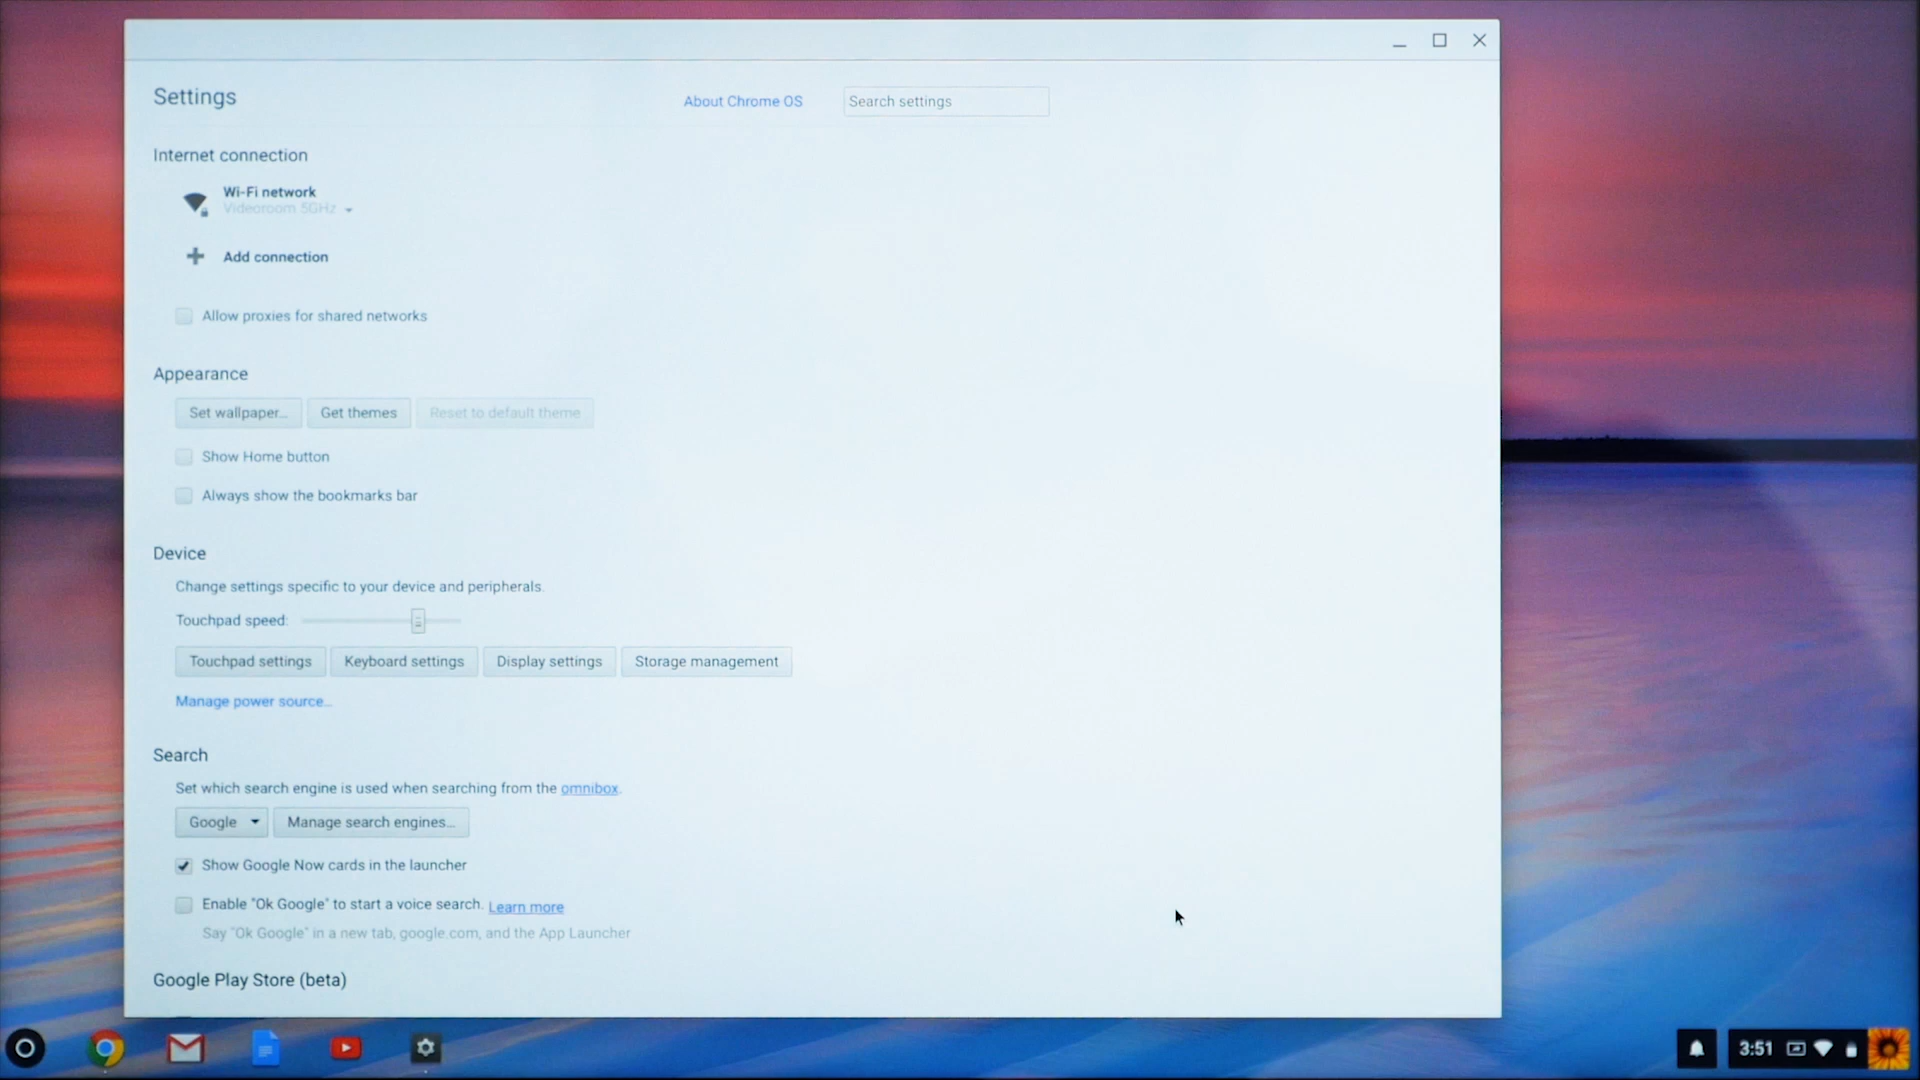 Settings
About Chrome OS
Search settings
Internet connection
Wi-Fi network
Videoroom 5GHz
Add connection
Allow proxies for shared networks
Appearance
Set wallpaper...
Get themes
Reset to default theme
Show Home button
Always show the bookmarks bar
Device
Change settings specific to your device and peripherals.
Touchpad speed:
Touchpad settings
Keyboard settings
Display settings
Storage management
Manage power source...
Search
Set which search engine is used when searching from the omnibox.
Google
Manage search engines...
Show Google Now cards in the launcher
Enable "Ok Google" to start a voice search. Learn more
Say "Ok Google" in a new tab, google.com, and the App Launcher
Google Play Store (beta)
3:51